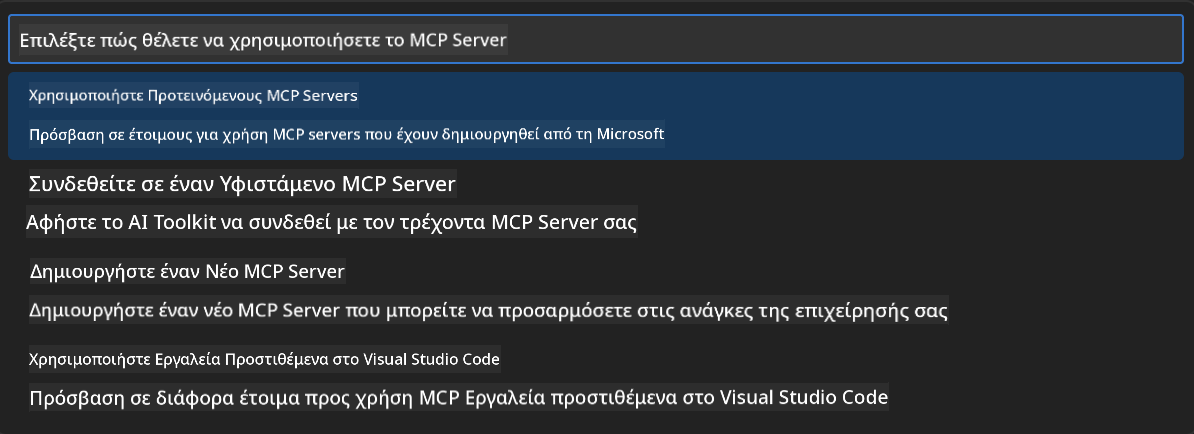 Επιλέξτε πώς θέλετε να χρησιμοποιήσετε το MCP Server
Χρησιμοποιήστε Προτεινόμενους MCP Servers
Πρόσβαση σε έτοιμους για χρήση MCP servers που έχουν δημιουργηθεί από τη Microsoft
Συνδεθείτε σε έναν Υφιστάμενο MCP Server
Αφήστε το AI Toolkit να συνδεθεί με τον τρέχοντα MCP Server σας
Δημιουργήστε έναν Νέο MCP Server
Δημιουργήστε έναν νέο MCP Server που μπορείτε να προσαρμόσετε στις ανάγκες της επιχείρησής σας
Χρησιμοποιήστε Εργαλεία Προστιθέμενα στο Visual Studio Code
Πρόσβαση σε διάφορα έτοιμα προς χρήση MCP Εργαλεία προστιθέμενα στο Visual Studio Code